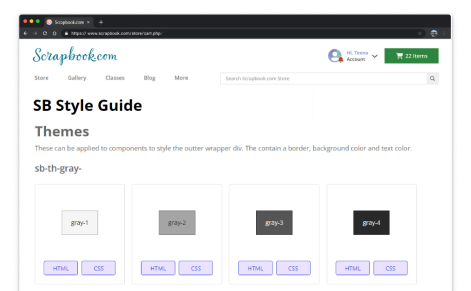 Scrapbook.com
https://www.scrapbook.com/store/cart.php
Scrapbook.com
Hi, Teena
Account
22 Items
Store Gallery Classes Blog More
Search Scrapbook.com Store
SB Style Guide
Themes
These can be applied to components to style the outter wrapper div. The contain a border, background color and text color.
sb-th-gray-
gray-1 gray-2 gray-3 gray-4
HTML CSS HTML CSS HTML CSS HTML CSS